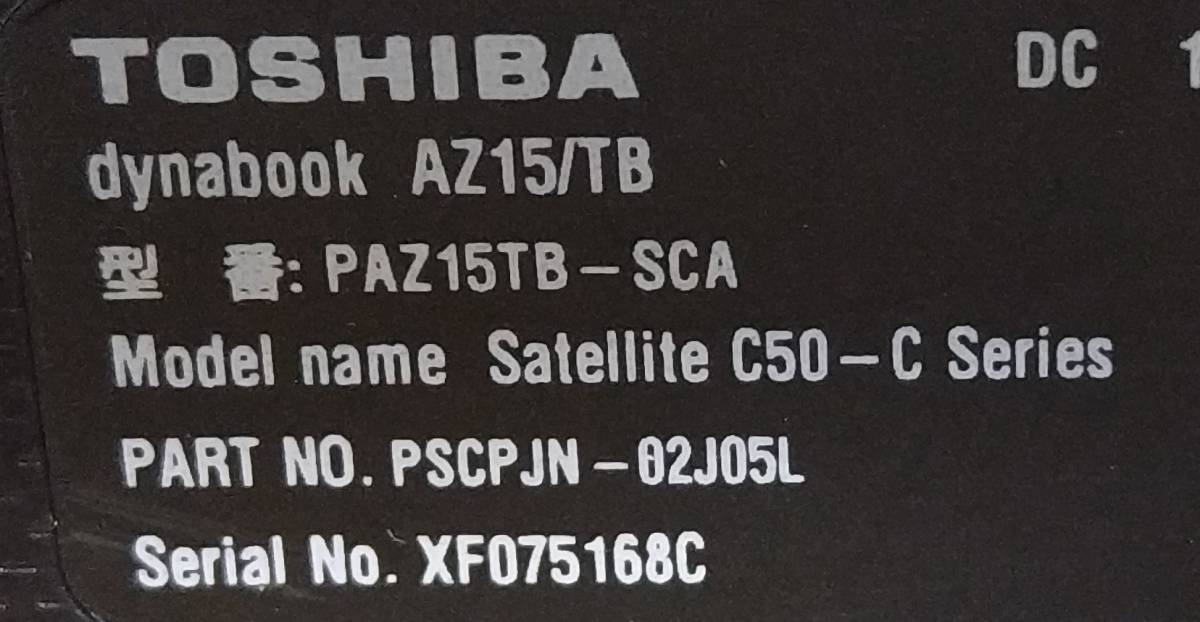 TOSHIBA DC 1
dynabook AZ15/TB
型 番: PAZ15TB-SCA
Model name Satellite C50-C Series
PART NO. PSCPJN-02J05L
Serial No. XF075168C